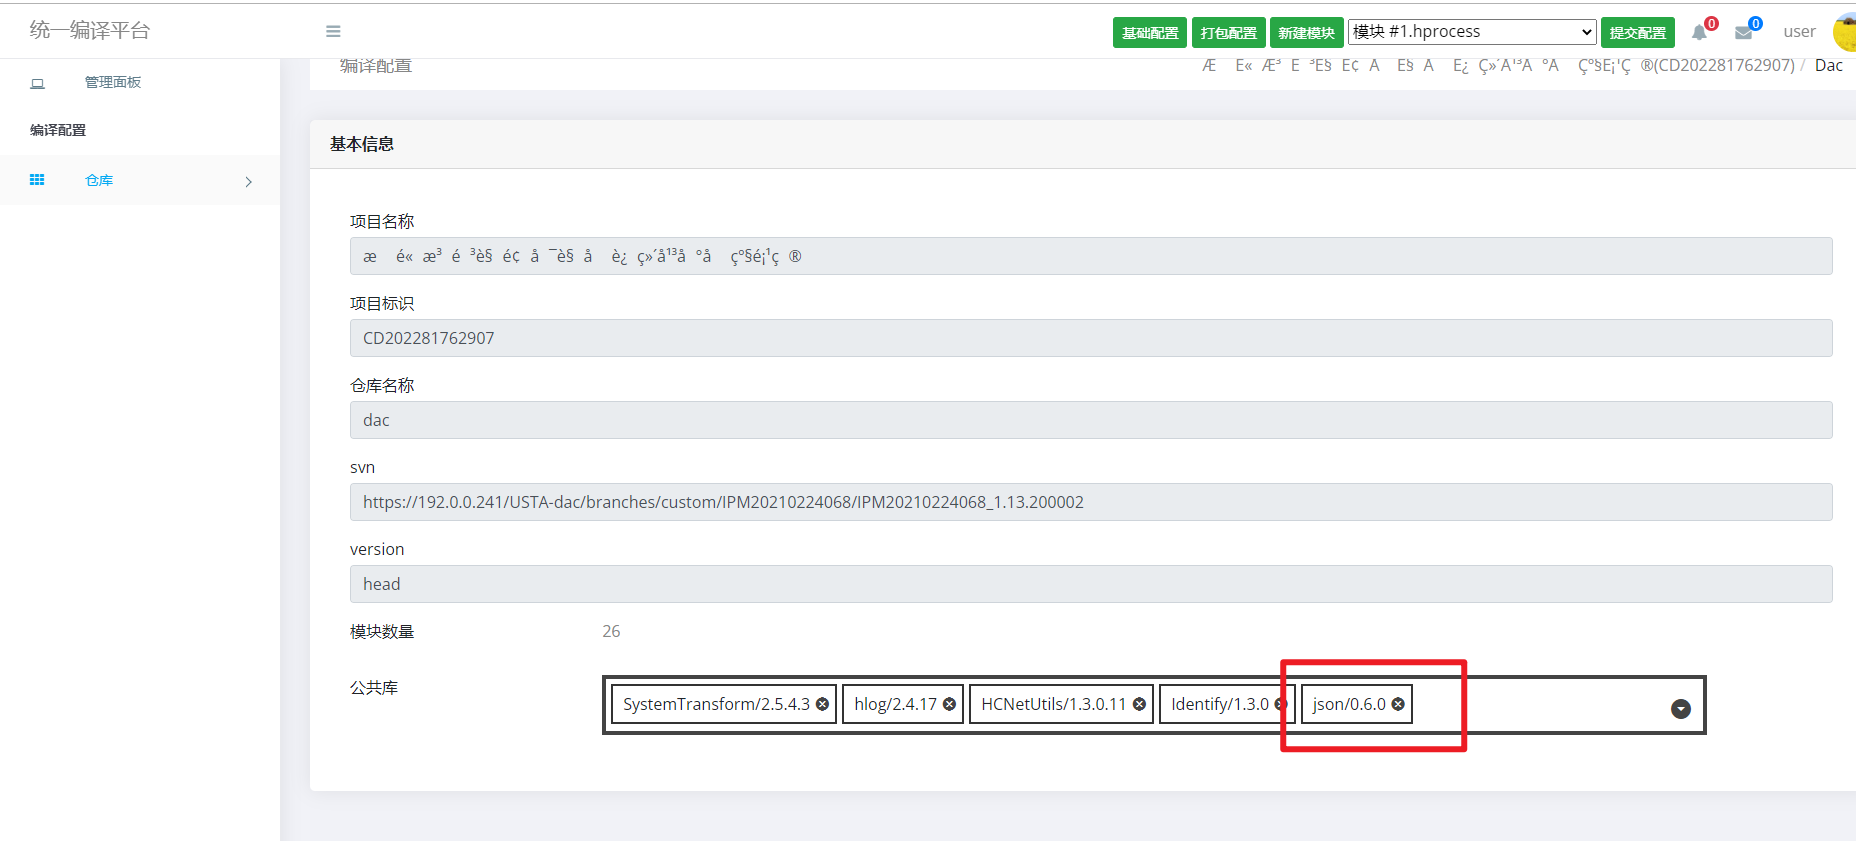 统一编译平台
基础配置 打包配置 新建模块 模块 #1.hprocess 提交配置 0 0 user
管理面板
编译配置
仓库
编译配置
(CD202281762907) / Dac
基本信息
项目名称
æ é« æ³ é ³è§ é¢ å ¯è§ å è¿ ç»´å¹³å °å çº§é¡¹ç ®
项目标识
CD202281762907
仓库名称
dac
svn
https://192.0.0.241/USTA-dac/branches/custom/IPM20210224068/IPM20210224068_1.13.200002
version
head
模块数量 26
公共库 SystemTransform/2.5.4.3 hlog/2.4.17 HCNetUtils/1.3.0.11 Identify/1.3.0 json/0.6.0